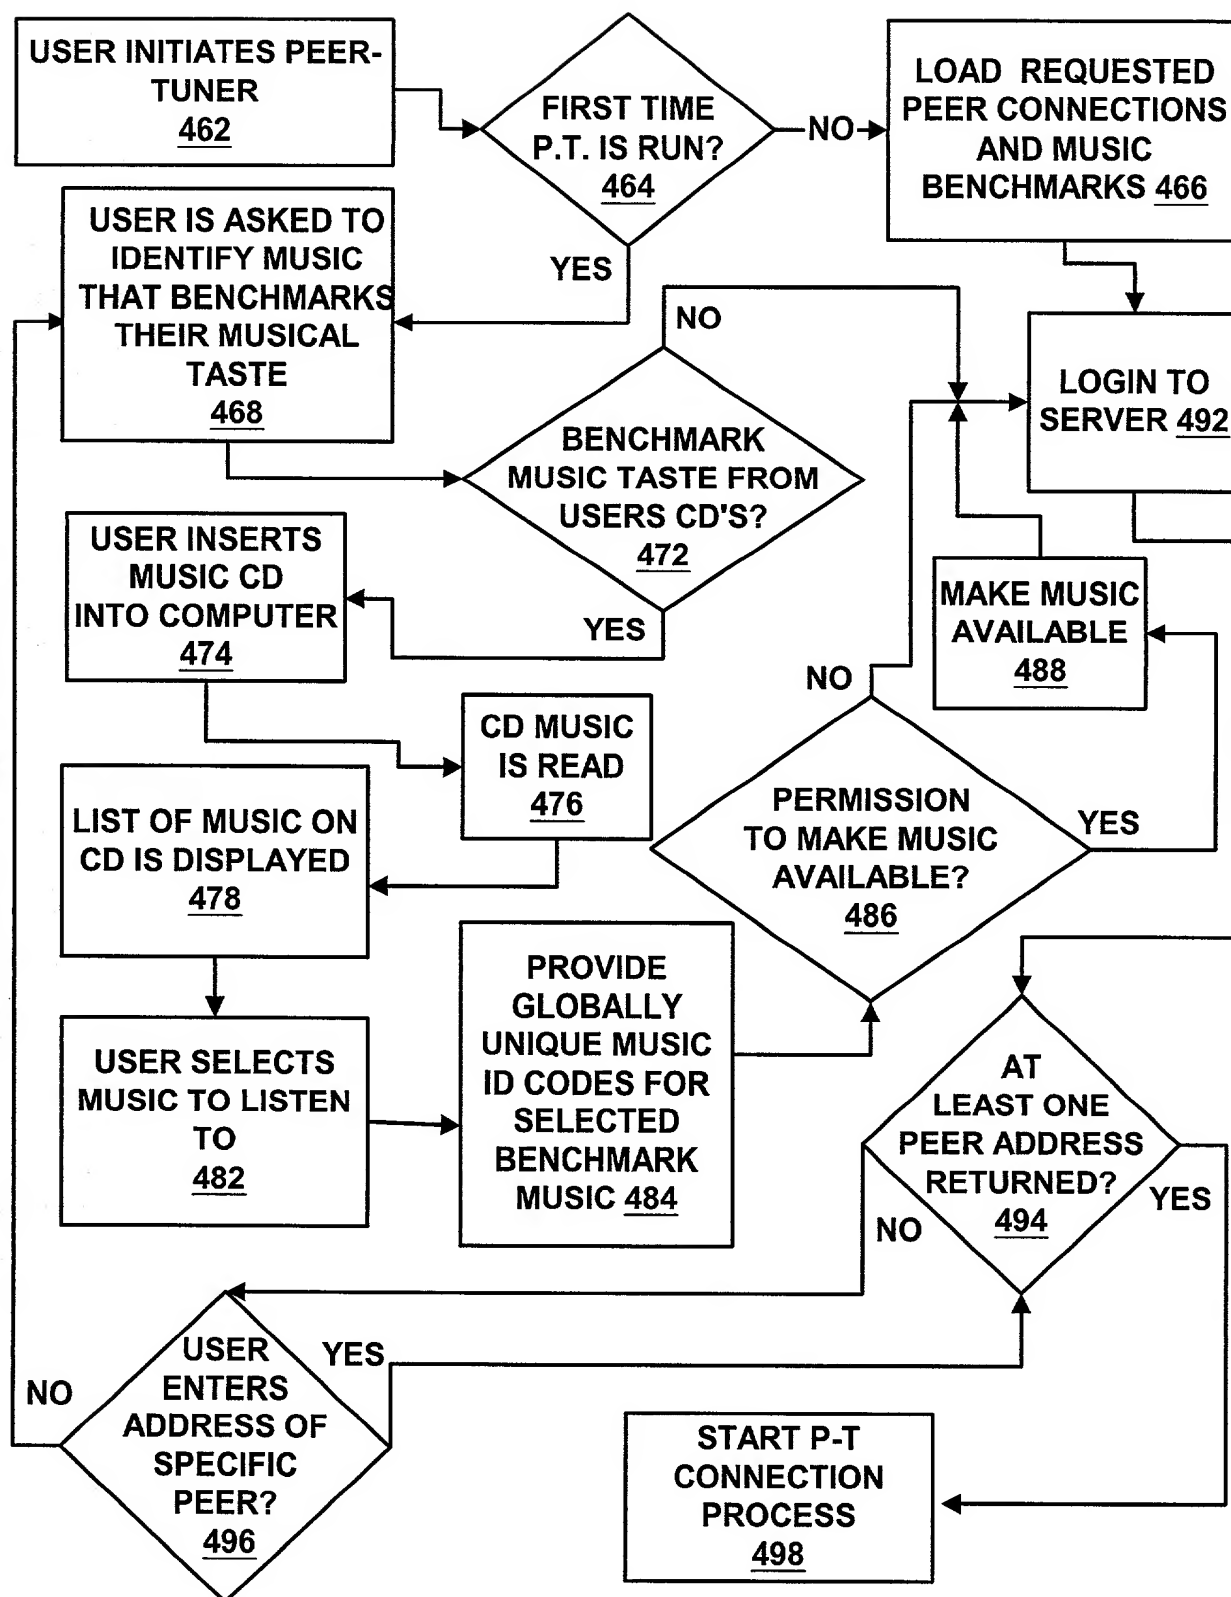 USER INITIATES PEER-
TUNER
462
FIRST TIME
P.T. IS RUN?
464
NO
LOAD REQUESTED
PEER CONNECTIONS
AND MUSIC
BENCHMARKS 466
YES
USER IS ASKED TO
IDENTIFY MUSIC
THAT BENCHMARKS
THEIR MUSICAL
TASTE
468
NO
BENCHMARK
MUSIC TASTE FROM
USERS CD'S?
472
YES
LOGIN TO
SERVER 492
USER INSERTS
MUSIC CD
INTO COMPUTER
474
MAKE MUSIC
AVAILABLE
488
NO
CD MUSIC
IS READ
476
PERMISSION
TO MAKE MUSIC
AVAILABLE?
486
YES
LIST OF MUSIC ON
CD IS DISPLAYED
478
USER SELECTS
MUSIC TO LISTEN
TO
482
PROVIDE
GLOBALLY
UNIQUE MUSIC
ID CODES FOR
SELECTED
BENCHMARK
MUSIC 484
AT
LEAST ONE
PEER ADDRESS
RETURNED?
494
YES
NO
USER
ENTERS
ADDRESS OF
SPECIFIC
PEER?
496
YES
NO
START P-T
CONNECTION
PROCESS
498